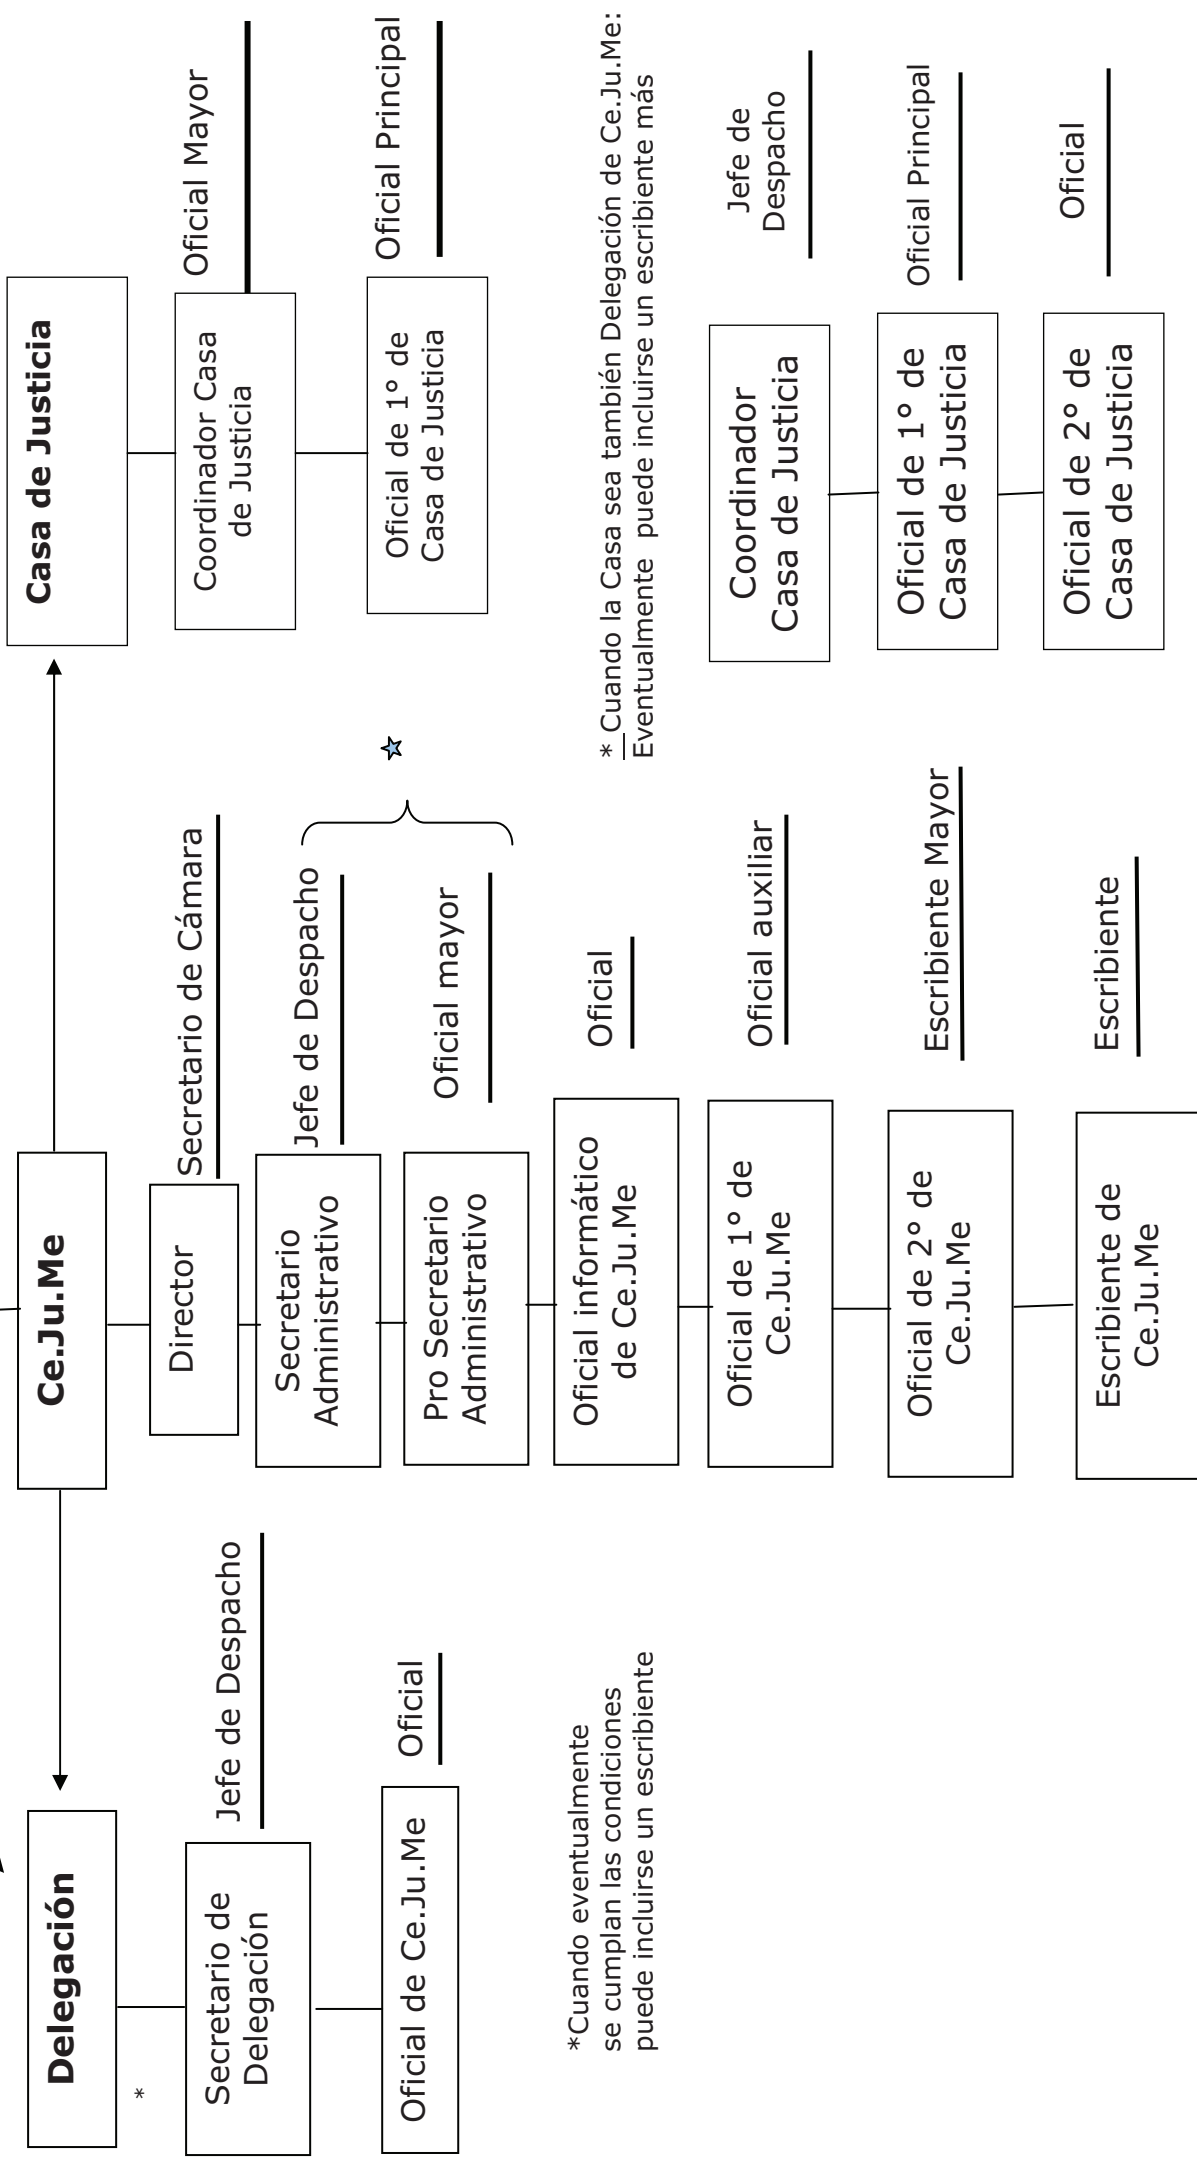 Delegación
*
Secretario de
Delegación
Jefe de Despacho
Oficial de Ce.Ju.Me
Oficial
*Cuando eventualmente
se cumplan las condiciones
puede incluirse un escribiente
Ce.Ju.Me
Director
Secretario de Cámara
Secretario
Administrativo
Jefe de Despacho
Pro Secretario
Administrativo
Oficial mayor
Oficial informático
de Ce.Ju.Me
Oficial
Oficial de 1° de
Ce.Ju.Me
Oficial auxiliar
Oficial de 2° de
Ce.Ju.Me
Escribiente Mayor
Escribiente de
Ce.Ju.Me
Escribiente
Casa de Justicia
Coordinador Casa
de Justicia
Oficial Mayor
Oficial de 1° de
Casa de Justicia
Oficial Principal
* Cuando la Casa sea también Delegación de Ce.Ju.Me:
Eventualmente puede incluirse un escribiente más
Coordinador
Casa de Justicia
Jefe de
Despacho
Oficial de 1° de
Casa de Justicia
Oficial Principal
Oficial de 2° de
Casa de Justicia
Oficial